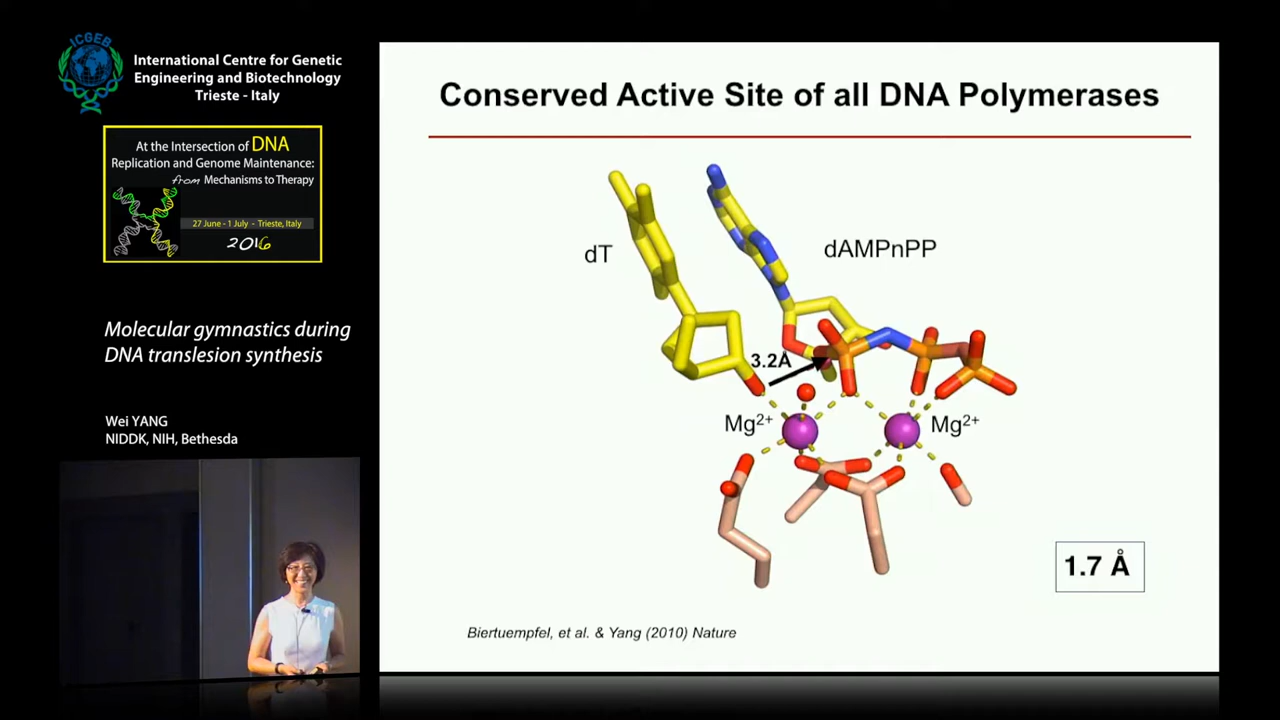 ICGEB
International Centre for Genetic
Engineering and Biotechnology
Trieste - Italy
At the Intersection of DNA
Replication and Genome Maintenance:
from Mechanisms to Therapy
27 June - 1 July - Trieste, Italy
2016
Molecular gymnastics during
DNA translesion synthesis
Wei YANG
NIDDK, NIH, Bethesda
Conserved Active Site of all DNA Polymerases
dT
dAMPnPP
3.2Å
Mg²⁺
Mg²⁺
1.7 Å
Biertuempfel, et al. & Yang (2010) Nature